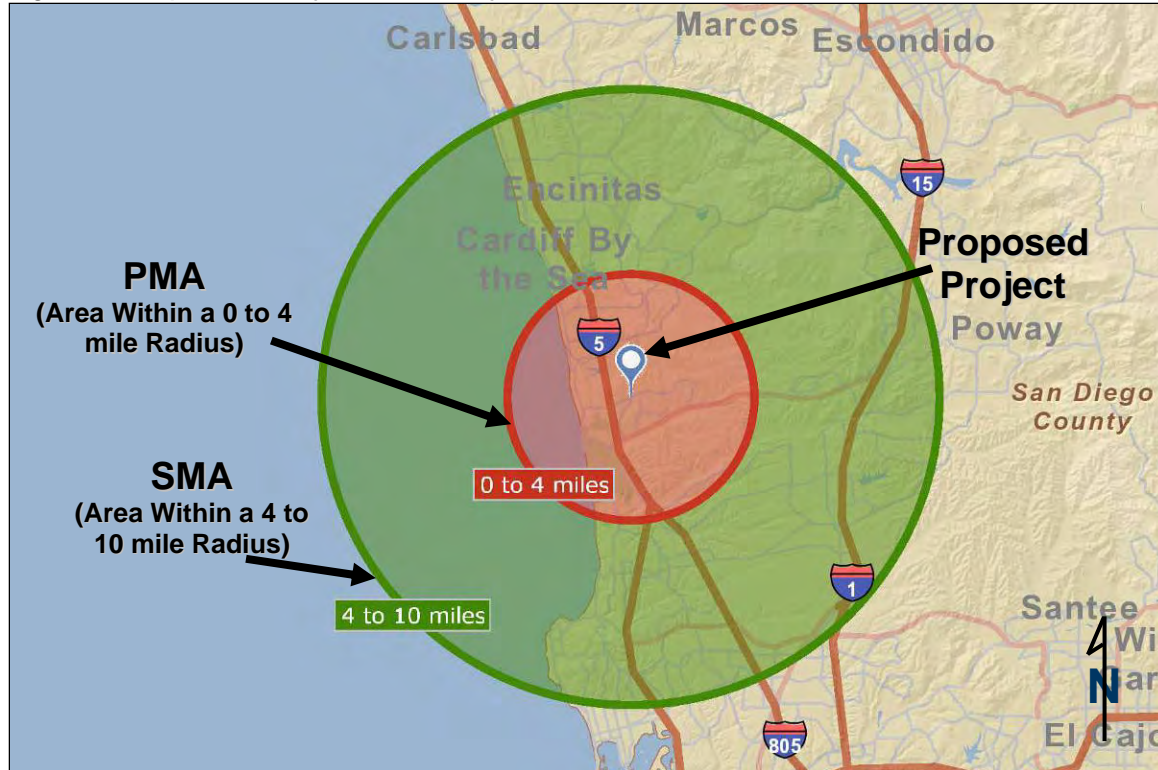 Carlsbad
Marcos
Escondido
15
Encinitas
Cardiff By
the Sea
Proposed
Project
PMA
(Area Within a 0 to 4
mile Radius)
5
Poway
San Diego
County
0 to 4 miles
SMA
(Area Within a 4 to
10 mile Radius)
4 to 10 miles
1
Santee
Wi
N
El Cajo
805